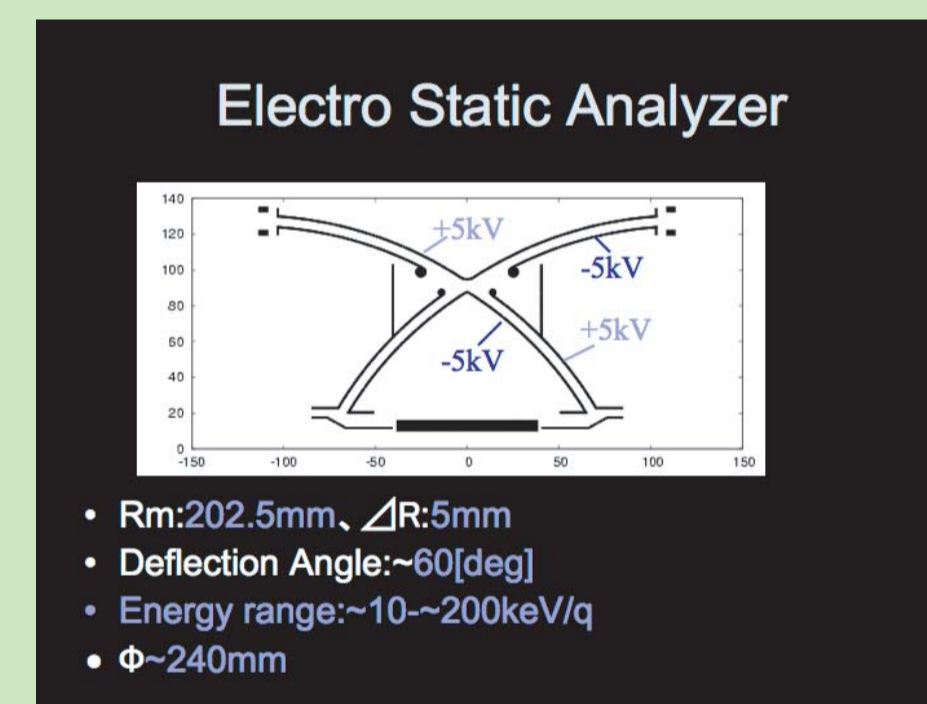 Electro Static Analyzer
140
120
100
80
60
40
20
0
-150 -100 -50 0 50 100 150
+5kV
-5kV
+5kV
-5kV
• Rm:202.5mm、⊿R:5mm
• Deflection Angle:~60[deg]
• Energy range:~10-~200keV/q
• Φ~240mm